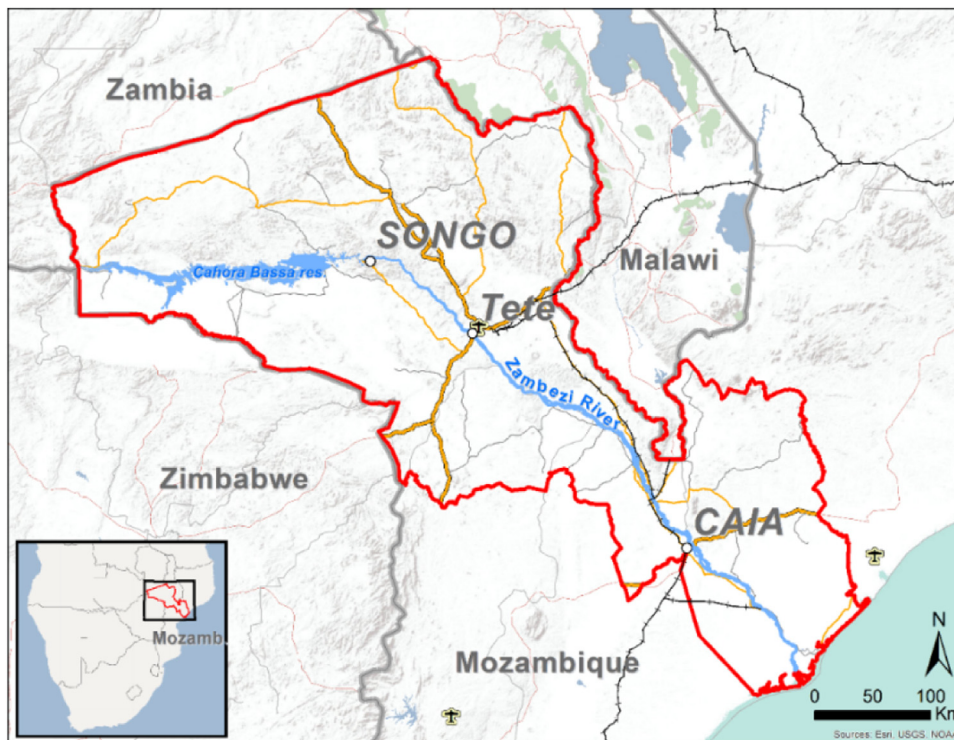 Zambia
SONGO
Cahora Bassa res.
Malawi
Tete
Zambezi River
Zimbabwe
CAIA
Mozamb.
Mozambique
N
0 50 100
Km
Sources: Esri, USGS, NOAA